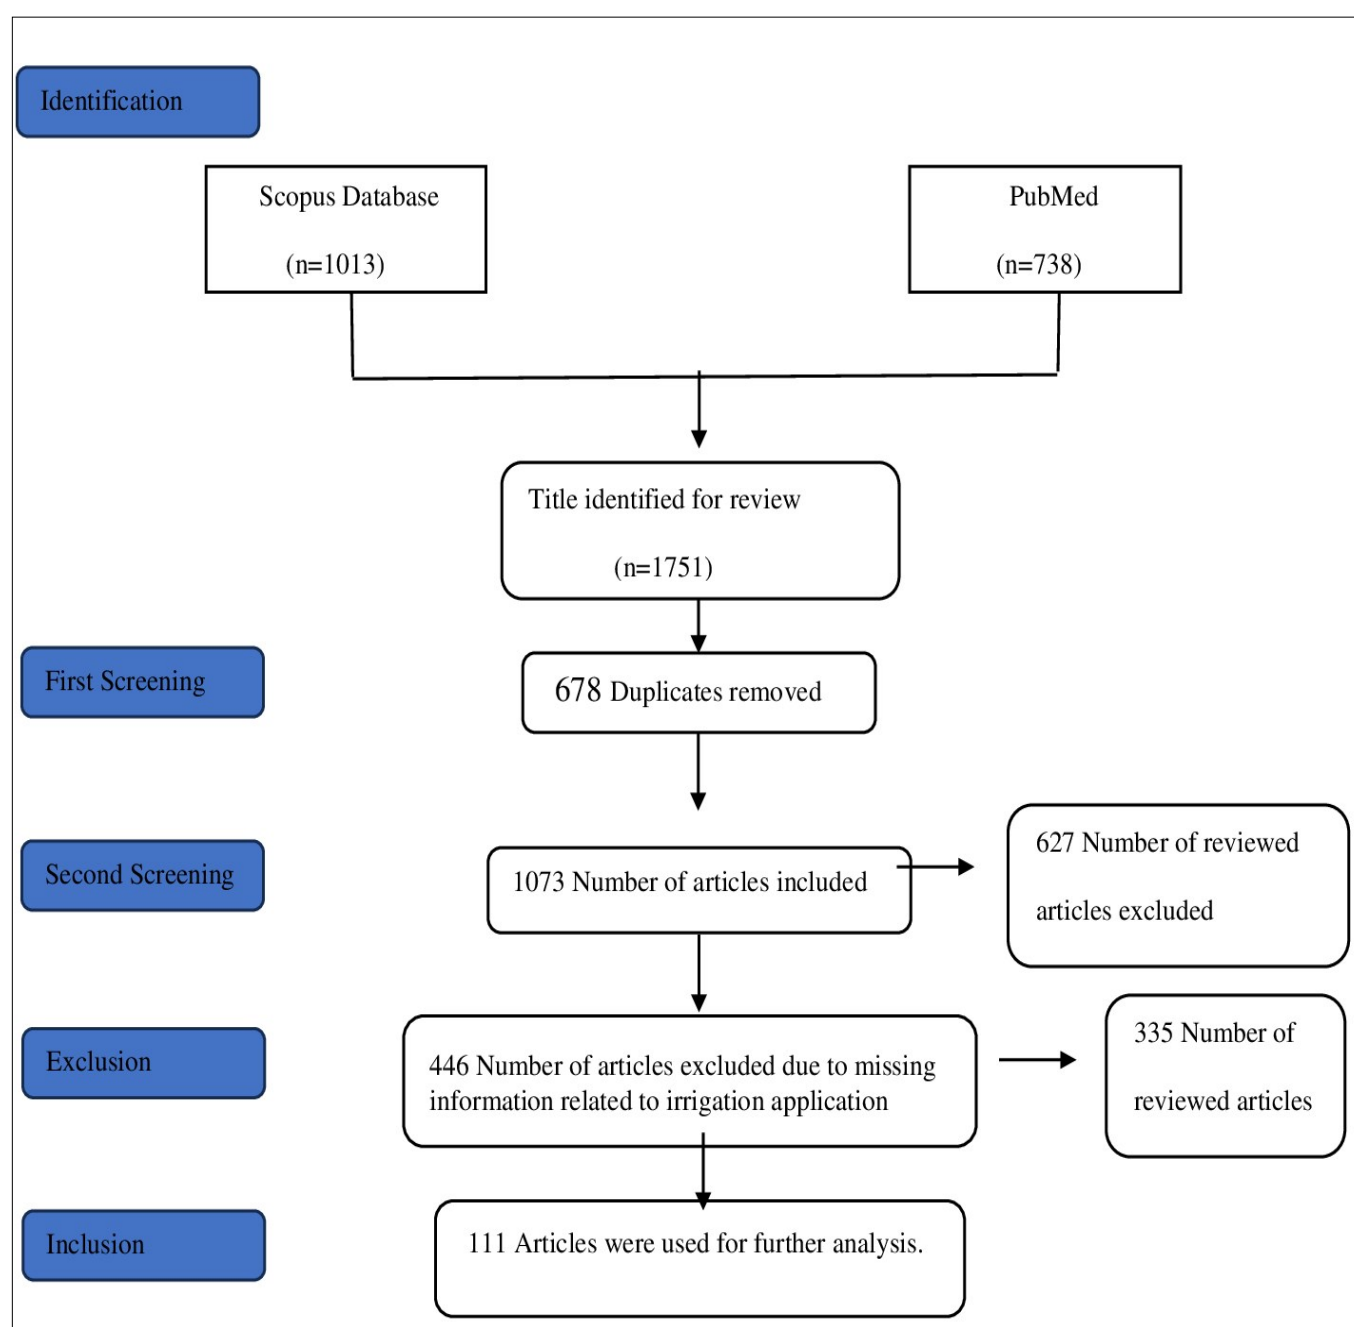 Identification
Scopus Database
(n=1013)
PubMed
(n=738)
Title identified for review
(n=1751)
First Screening
678 Duplicates removed
Second Screening
1073 Number of articles included
627 Number of reviewed
articles excluded
Exclusion
446 Number of articles excluded due to missing
information related to irrigation application
335 Number of
reviewed articles
Inclusion
111 Articles were used for further analysis.